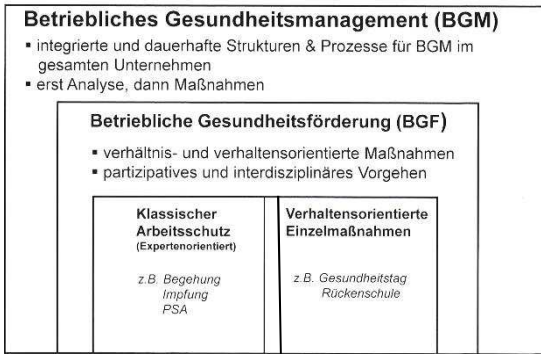 Betriebliches Gesundheitsmanagement (BGM)
▪ integrierte und dauerhafte Strukturen & Prozesse für BGM im
gesamten Unternehmen
▪ erst Analyse, dann Maßnahmen
Betriebliche Gesundheitsförderung (BGF)
▪ verhältnis- und verhaltensorientierte Maßnahmen
▪ partizipatives und interdisziplinäres Vorgehen
Klassischer
Arbeitsschutz
(Expertenorientiert)
z.B. Begehung
Impfung
PSA
Verhaltensorientierte
Einzelmaßnahmen
z.B. Gesundheitstag
Rückenschule